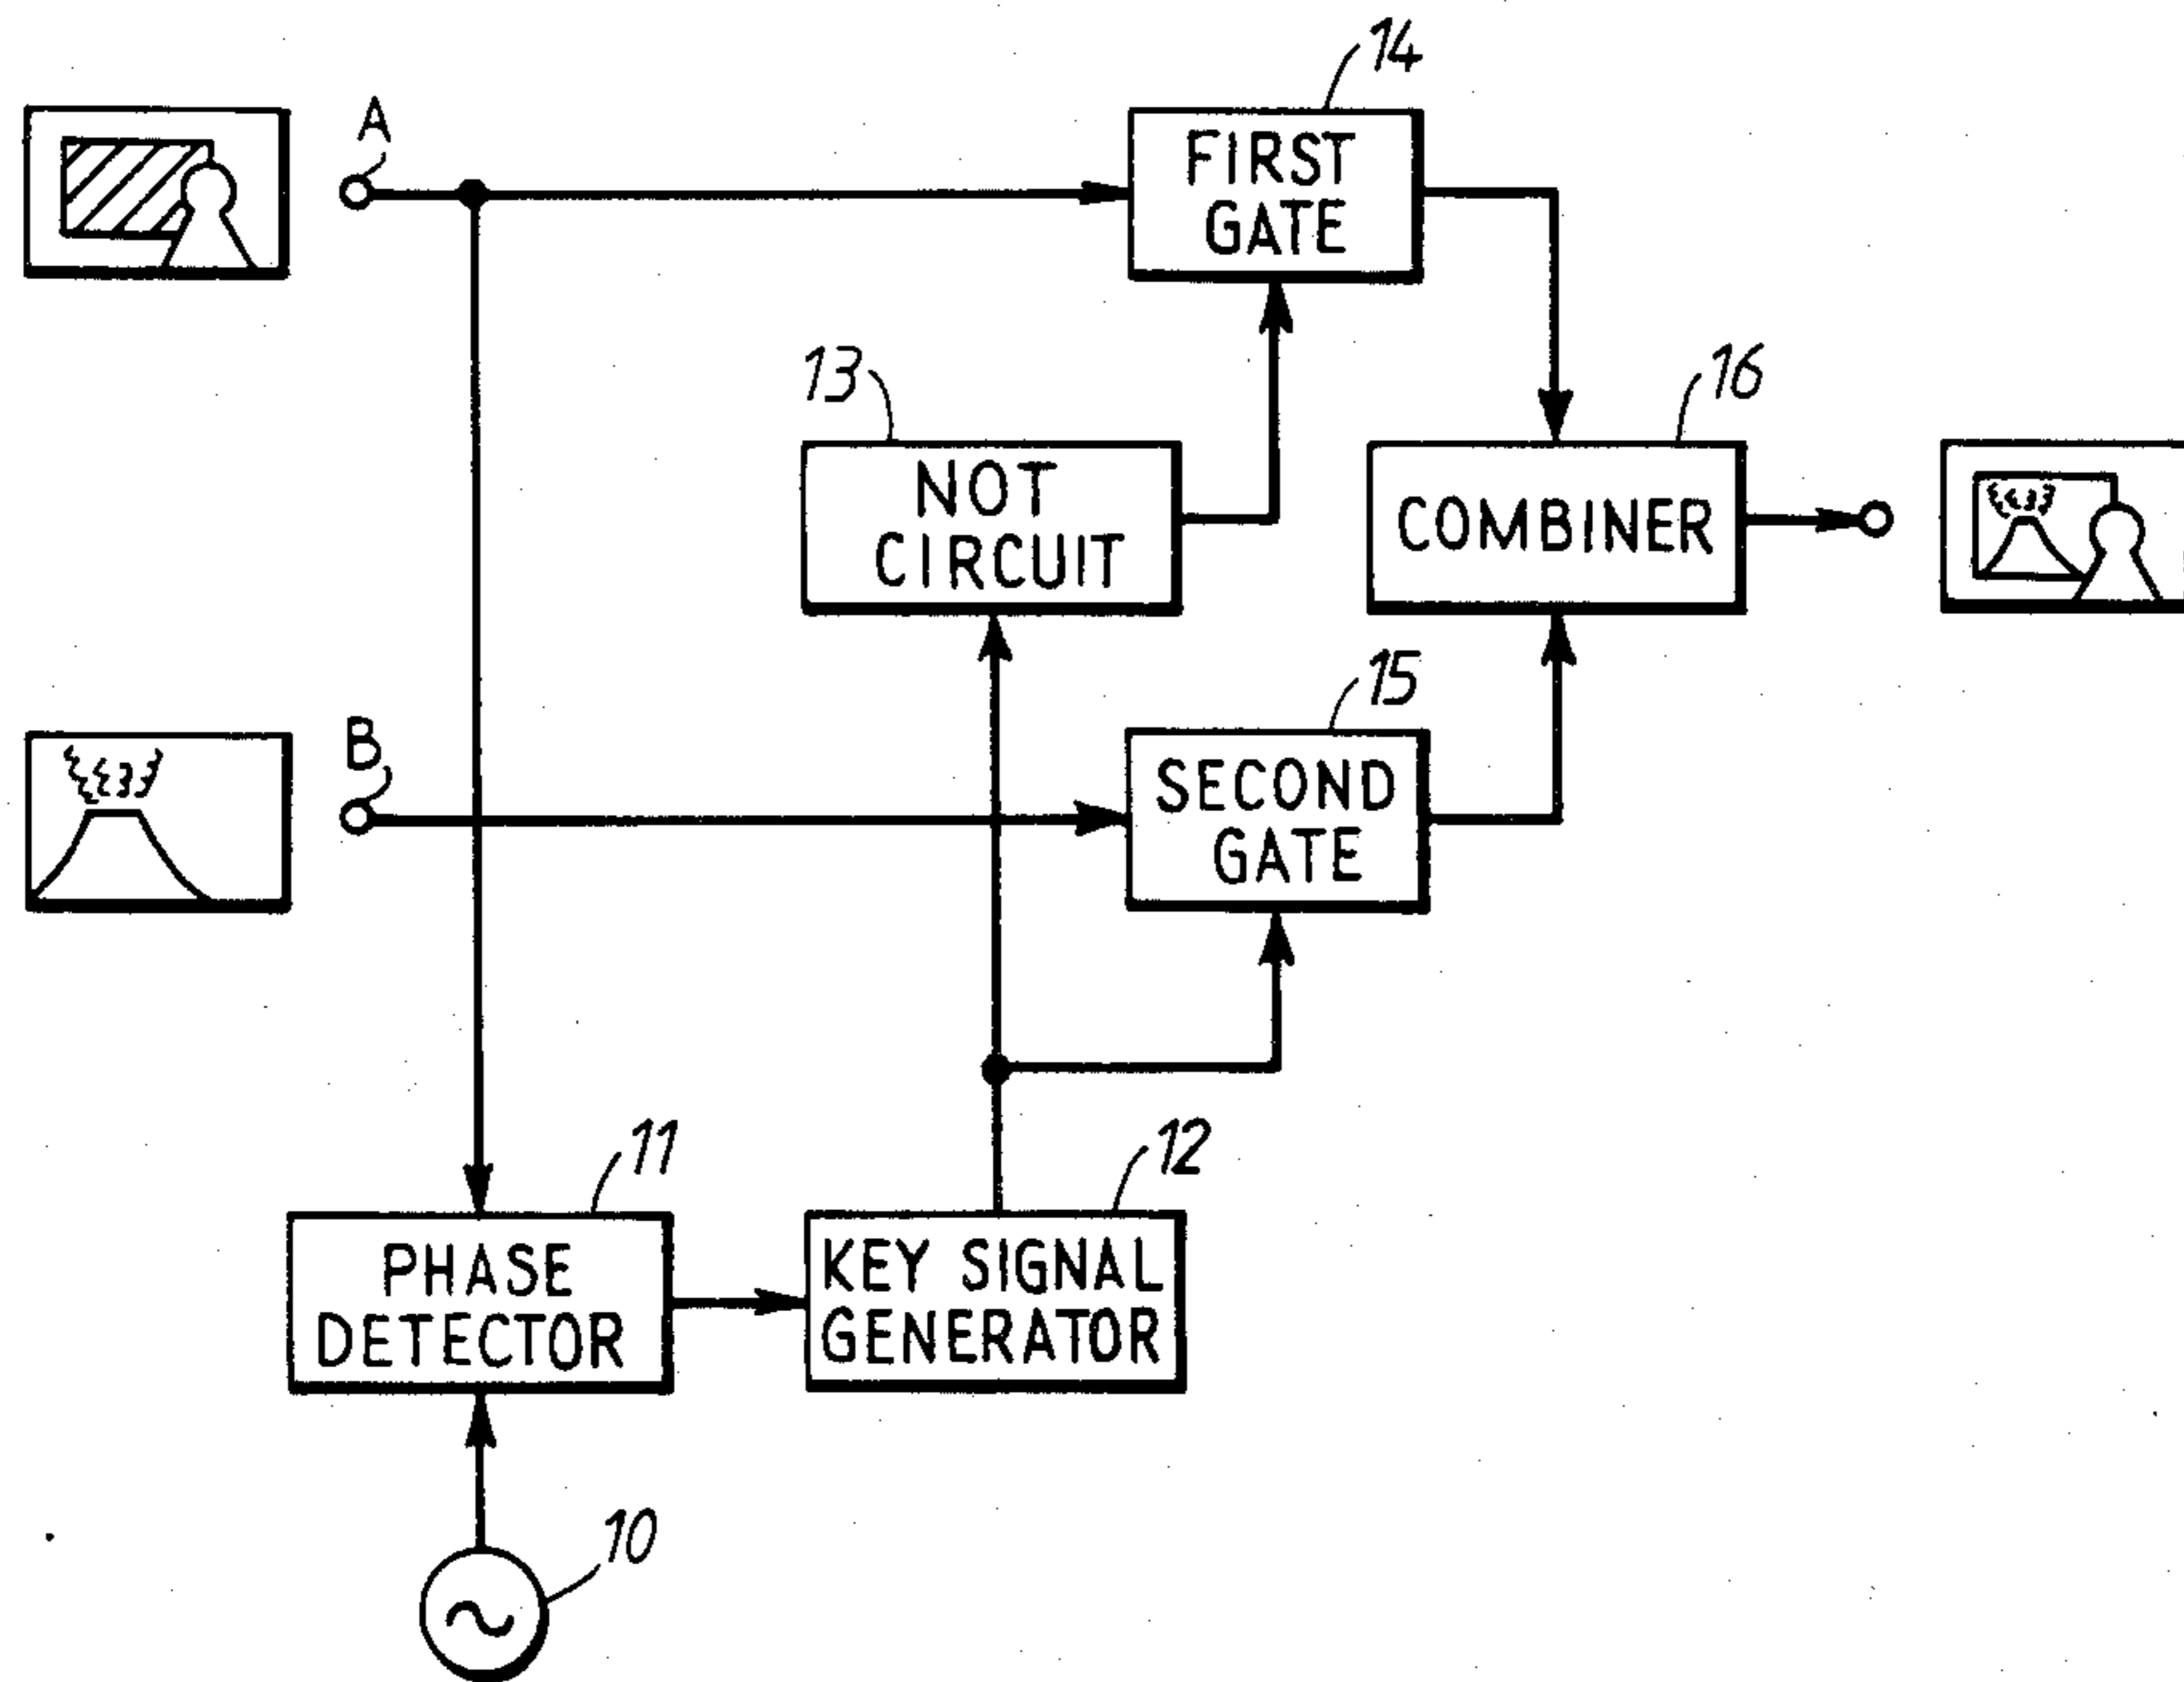 14
A
FIRST
GATE
13
16
NOT
CIRCUIT
COMBINER
15
B
SECOND
GATE
11
12
PHASE
DETECTOR
KEY SIGNAL
GENERATOR
10